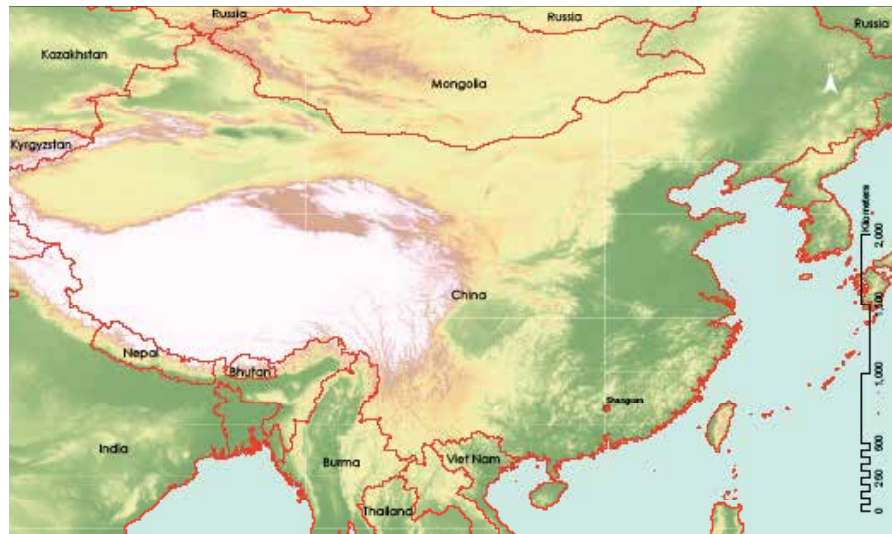 Russia
Russia
Russia
Kazakhstan
Mongolia
Kyrgyzstan
Kilometers
2,000
China
1,500
Nepal
Bhutan
1,000
Shaoguan
India
Burma
Viet Nam
500
250
Thailand
0